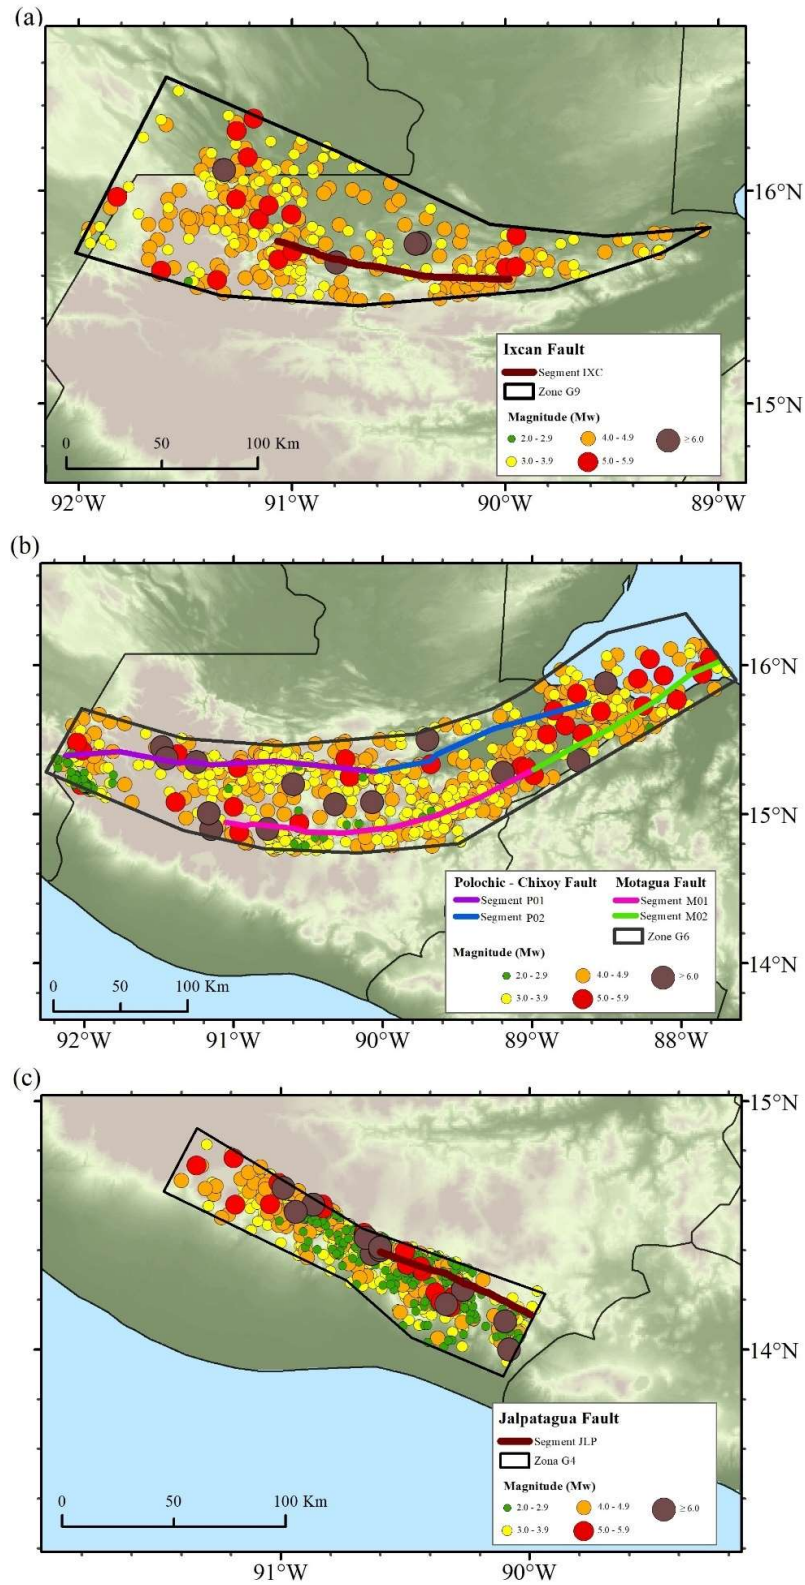 (a)
16°N
15°N
Ixcan Fault
Segment IXC
Zone G9
Magnitude (Mw)
2.0 - 2.9
4.0 - 4.9
≥ 6.0
3.0 - 3.9
5.0 - 5.9
0 50 100 Km
92°W 91°W 90°W 89°W
(b)
16°N
15°N
14°N
Polochic - Chixoy Fault Motagua Fault
Segment P01 Segment M01
Segment P02 Segment M02
Zone G6
Magnitude (Mw)
2.0 - 2.9 4.0 - 4.9 ≥ 6.0
3.0 - 3.9 5.0 - 5.9
0 50 100 Km
92°W 91°W 90°W 89°W 88°W
(c)
15°N
14°N
Jalpatagua Fault
Segment JLP
Zona G4
Magnitude (Mw)
2.0 - 2.9 4.0 - 4.9 ≥ 6.0
3.0 - 3.9 5.0 - 5.9
0 50 100 Km
91°W 90°W